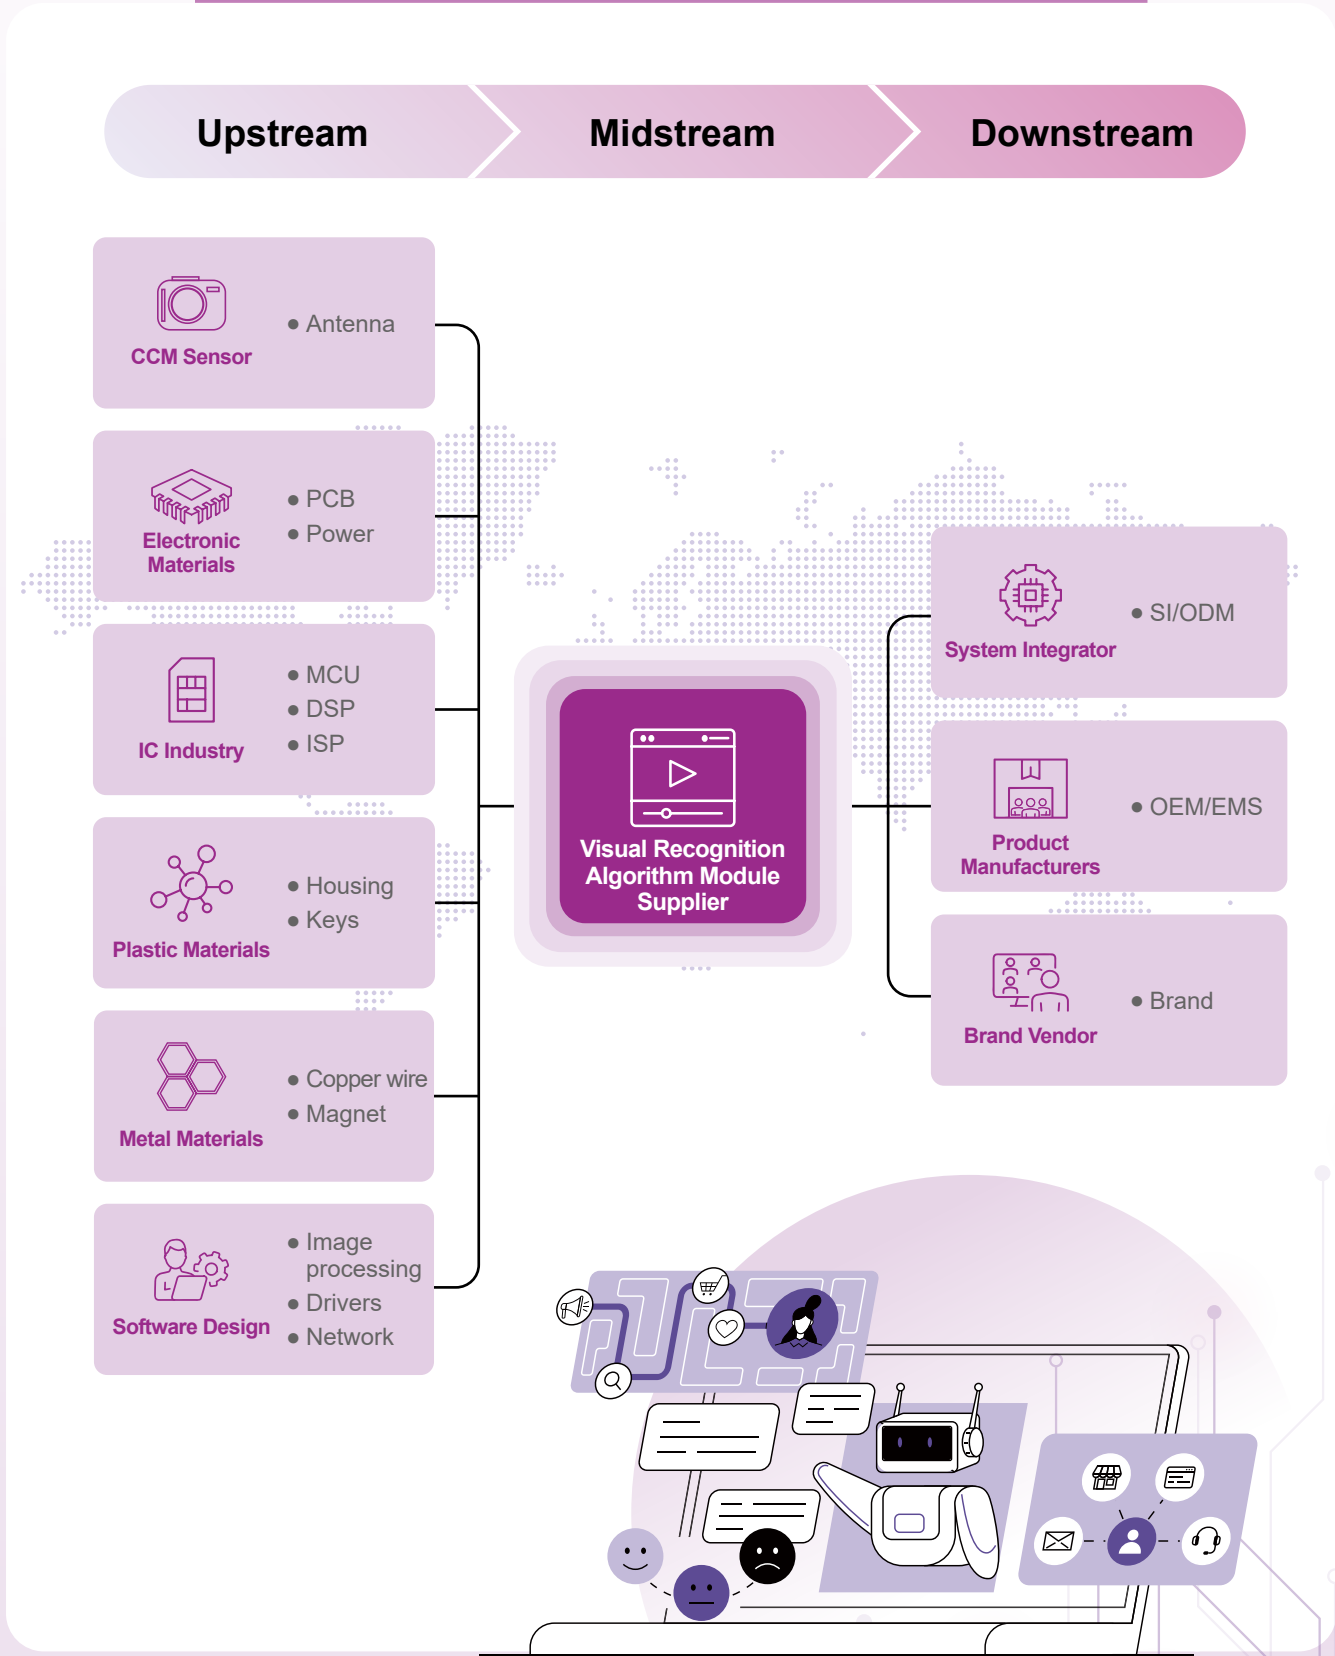 Upstream
Midstream
Downstream
CCM Sensor
• Antenna
Electronic
Materials
• PCB
• Power
IC Industry
• MCU
• DSP
• ISP
Plastic Materials
• Housing
• Keys
Metal Materials
• Copper wire
• Magnet
Software Design
• Image
processing
• Drivers
• Network
Visual Recognition
Algorithm Module
Supplier
System Integrator
• SI/ODM
Product
Manufacturers
• OEM/EMS
Brand Vendor
• Brand